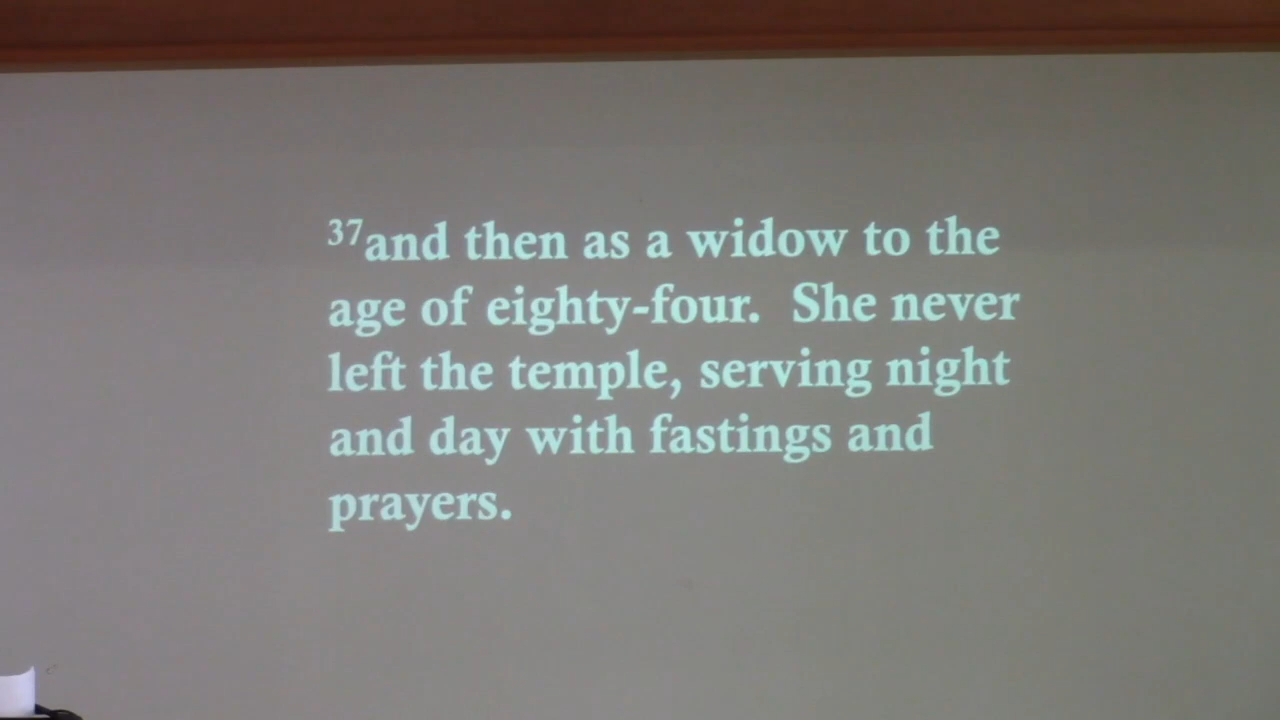 ³⁷and then as a widow to the
age of eighty-four.  She never
left the temple, serving night
and day with fastings and
prayers.